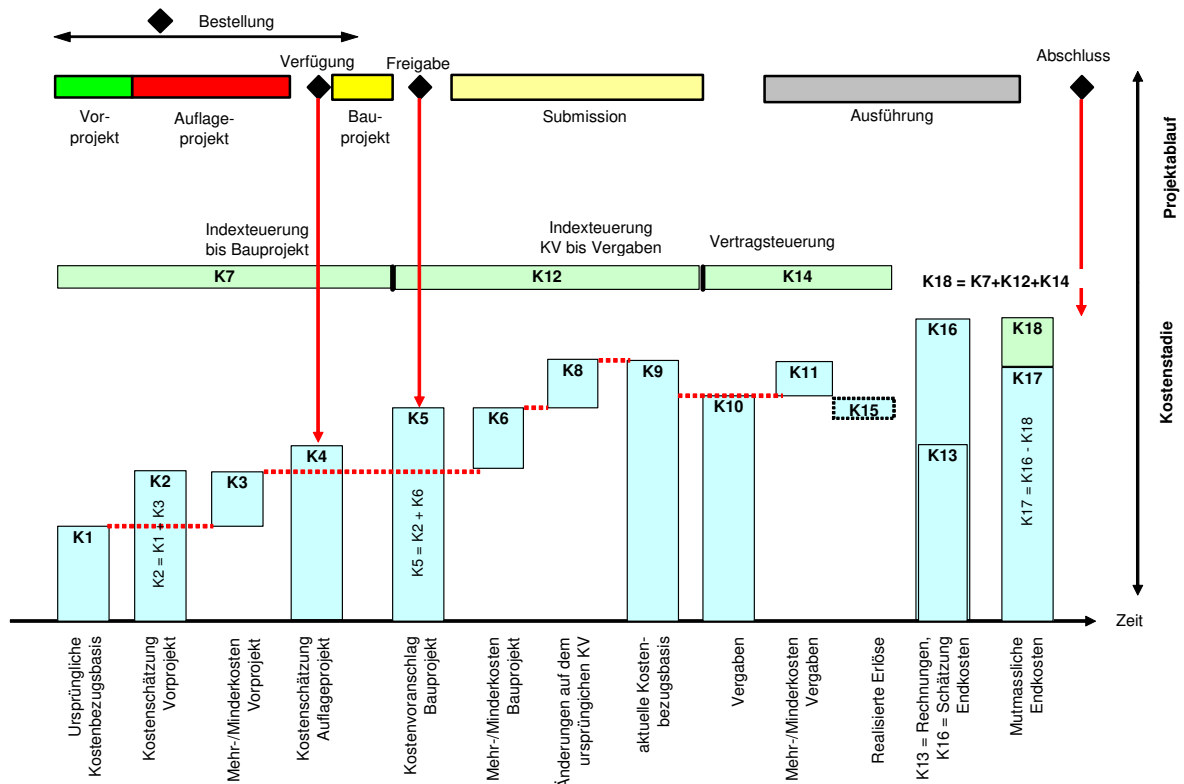 Bestellung
Verfügung
Freigabe
Abschluss
Vor-
projekt
Auflage-
projekt
Bau-
projekt
Submission
Ausführung
Projektablauf
Indexteuerung
bis Bauprojekt
Indexteuerung
KV bis Vergaben
Vertragsteuerung
K7
K12
K14
K18 = K7+K12+K14
K16
K18
K8
K9
K11
K17
K5
K6
K10
K15
K4
K13
K2
K3
K1
K2 = K1 + K3
K5 = K2 + K6
K17 = K16 - K18
Kostenstadie
Zeit
Ursprüngliche
Kostenbezugsbasis
Kostenschätzung
Vorprojekt
Mehr-/Minderkosten
Vorprojekt
Kostenschätzung
Auflageprojekt
Kostenvoranschlag
Bauprojekt
Mehr-/Minderkosten
Bauprojekt
Änderungen auf dem
ursprünglichen KV
aktuelle Kosten-
bezugsbasis
Vergaben
Mehr-/Minderkosten
Vergaben
Realisierte Erlöse
K13 = Rechnungen,
K16 = Schätzung
Endkosten
Mutmassliche
Endkosten